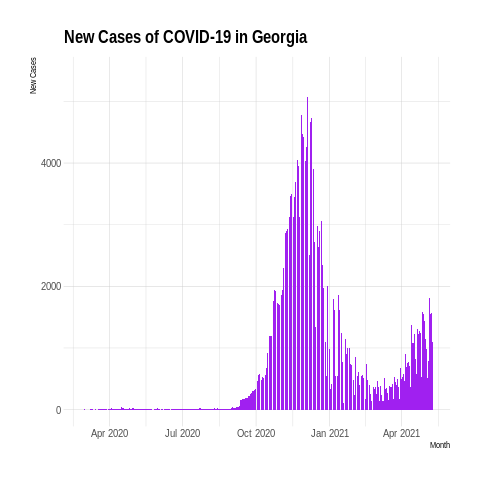 New Cases of COVID-19 in Georgia
New Cases
4000
2000
0
Apr 2020
Jul 2020
Oct 2020
Jan 2021
Apr 2021
Month